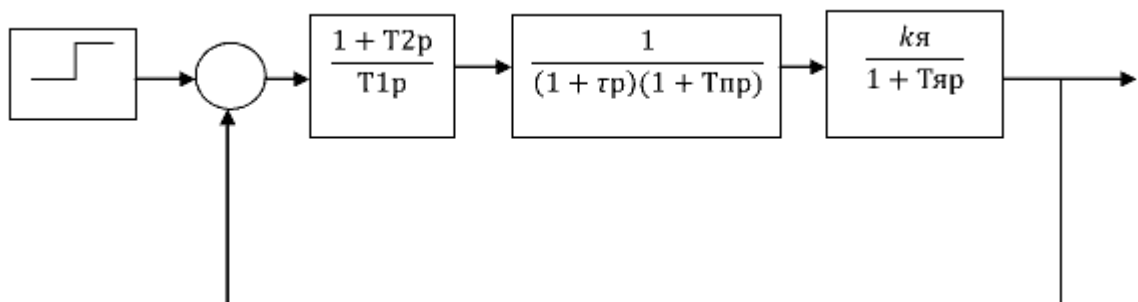 1 + T2p
T1p
1
(1 + τp)(1 + Tпp)
kя
1 + Tяp